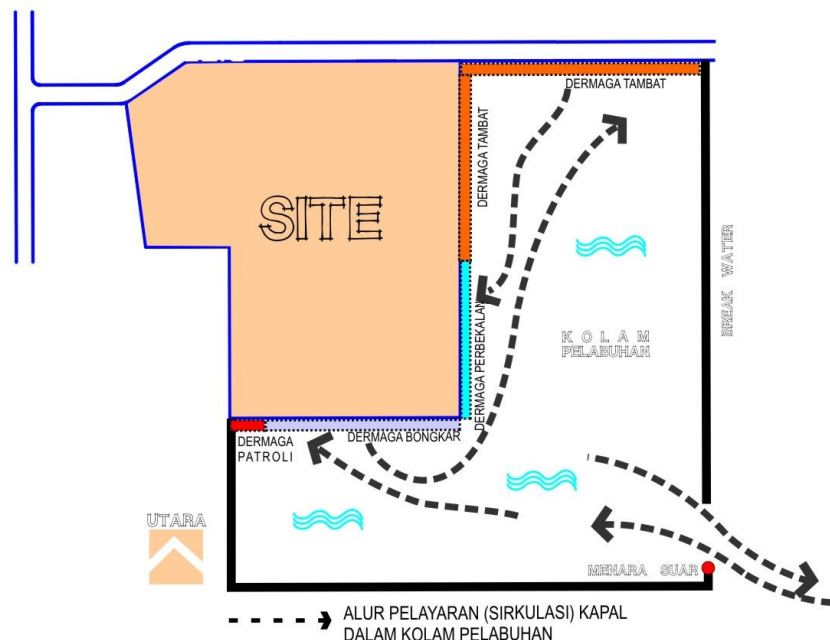 DERMAGA TAMBAT
DERMAGA TAMBAT
SITE
BREAK WATER
KOLAM
PELABUHAN
DERMAGA PERBEKALAN
DERMAGA
PATROLI
DERMAGA BONGKAR
UTARA
MENARA SUAR
ALUR PELAYARAN (SIRKULASI) KAPAL
DALAM KOLAM PELABUHAN